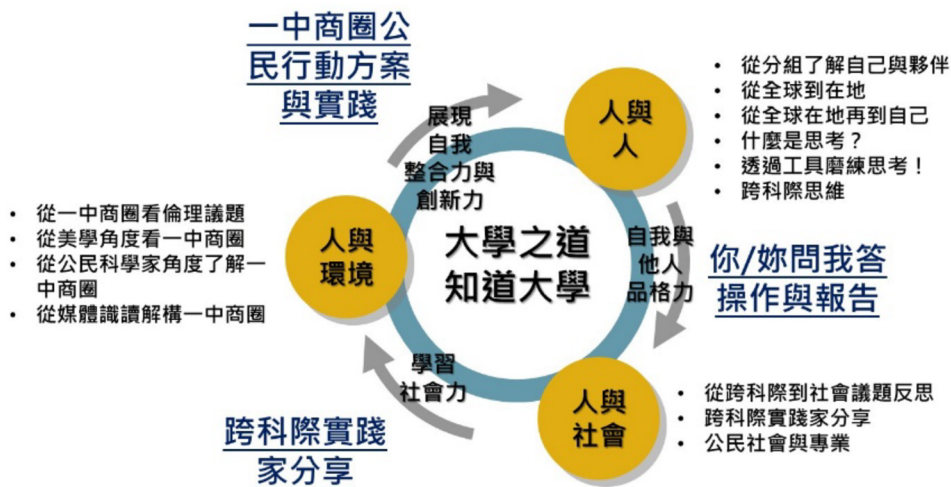 一中商圈公
民行動方案
與實踐
展現
自我
整合力與
創新力
人與
人
• 從分組了解自己與夥伴
• 從全球到在地
• 從全球在地再到自己
• 什麼是思考？
• 透過工具磨練思考！
• 跨科際思維
• 從一中商圈看倫理議題
• 從美學角度看一中商圈
• 從公民科學家角度了解一
中商圈
• 從媒體識讀解構一中商圈
人與
環境
大學之道
知道大學
自我與
他人
品格力
你/妳問我答
操作與報告
學習
社會力
人與
社會
• 從跨科際到社會議題反思
• 跨科際實踐家分享
• 公民社會與專業
跨科際實踐
家分享